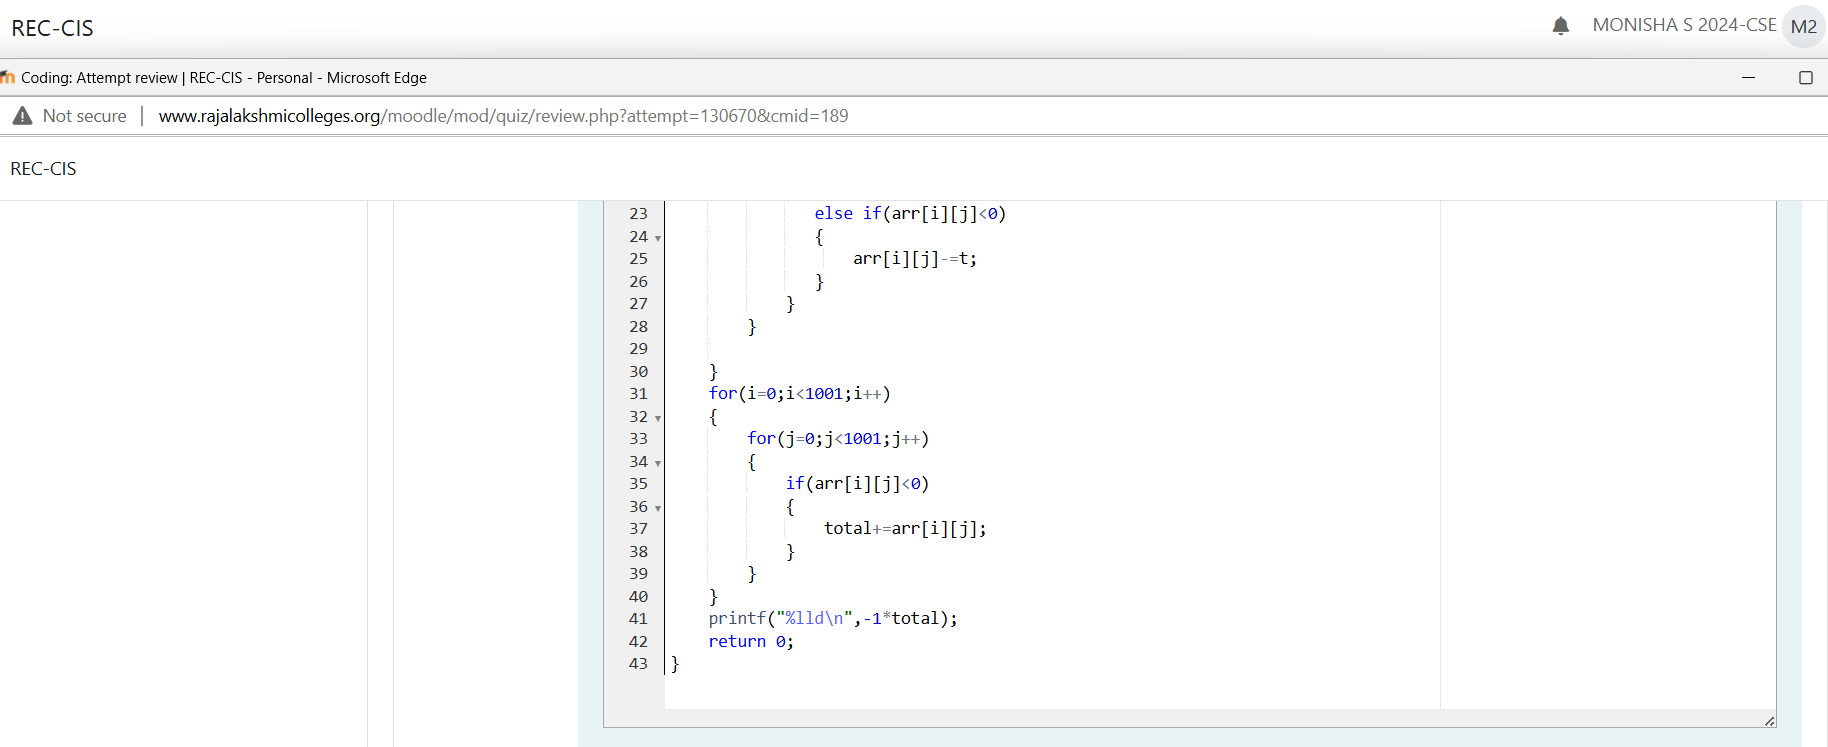 REC-CIS
MONISHA S 2024-CSE M2
Coding: Attempt review | REC-CIS - Personal - Microsoft Edge
Not secure | www.rajalakshmicolleges.org/moodle/mod/quiz/review.php?attempt=130670&cmid=189
REC-CIS
23 else if(arr[i][j]<0)
24 {
25 arr[i][j]-=t;
26 }
27 }
28 }
29
30 }
31 for(i=0;i<1001;i++)
32 {
33 for(j=0;j<1001;j++)
34 {
35 if(arr[i][j]<0)
36 {
37 total+=arr[i][j];
38 }
39 }
40 }
41 printf("%lld\n",-1*total);
42 return 0;
43 }